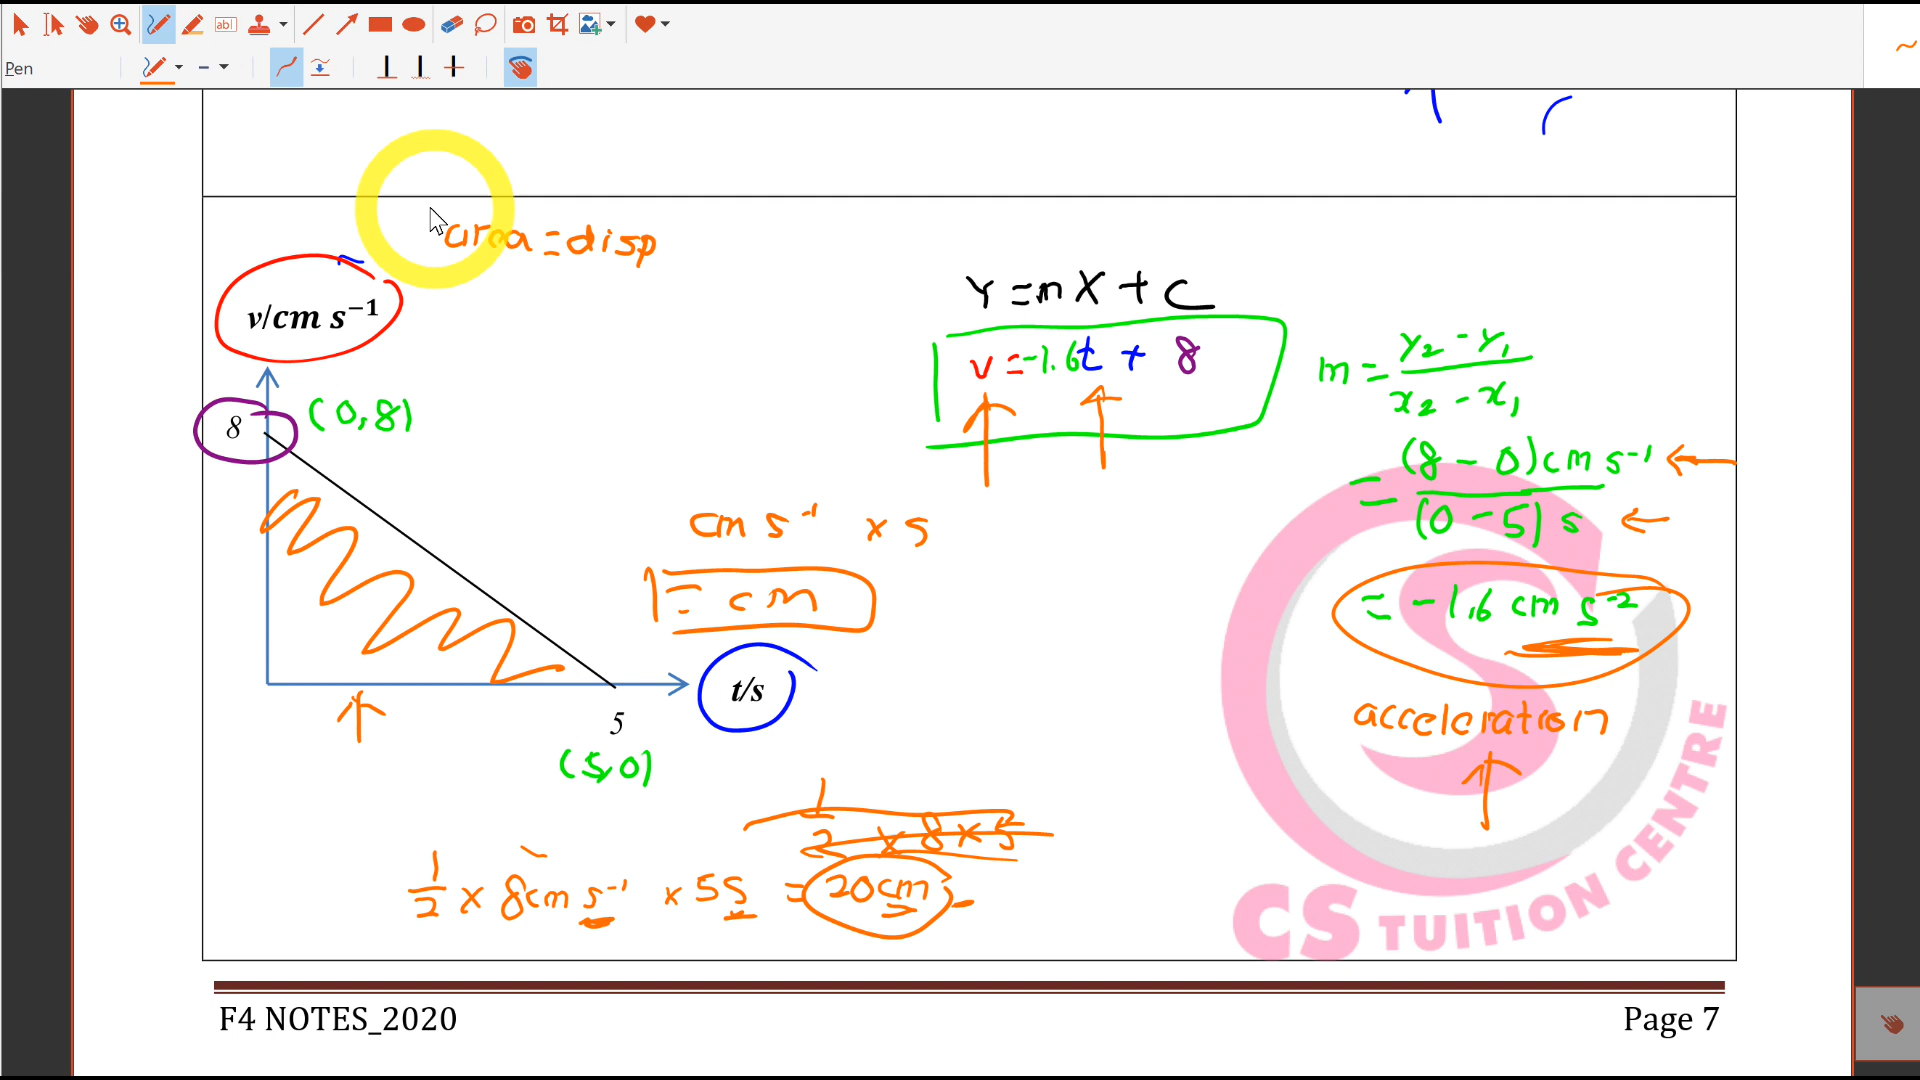 Pen
area = disp
v/cm s⁻¹
8
(0,8)
Y = mX + C
v = -1.6t + 8
m = y₂ - y₁
x₂ - x₁
= (8 - 0) cm s⁻¹
(0 - 5) s
= -1.6 cm s⁻²
acceleration
cm s⁻¹ × s
= cm
t/s
5
(5,0)
1/2 × 8 × 5
1/2 × 8cm s⁻¹ × 5s = 20cm
CS TUITION CENTRE
F4 NOTES_2020
Page 7